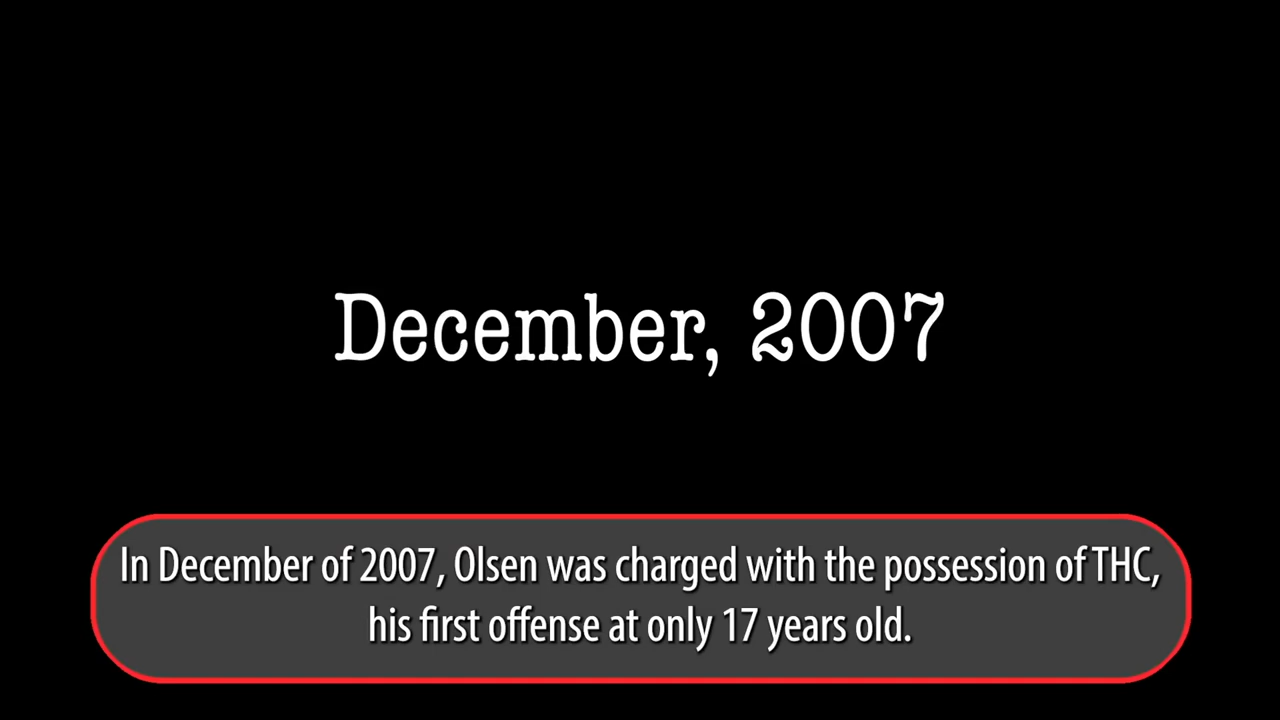 December, 2007
In December of 2007, Olsen was charged with the possession of THC,
his first offense at only 17 years old.